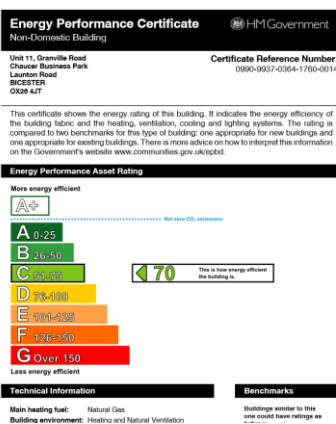 Energy Performance Certificate
HM Government
Non-Domestic Building
Unit 11, Granville Road
Chaucer Business Park
Launton Road
BICESTER
OX26 4JT
Certificate Reference Number
0990-9937-0364-1760-0014
This certificate shows the energy rating of this building. It indicates the energy efficiency of
the building fabric and the heating, ventilation, cooling and lighting systems. The rating is
compared to two benchmarks for this type of building: one appropriate for new buildings and
one appropriate for existing buildings. There is more advice on how to interpret this information
on the Government's website www.communities.gov.uk/epbd.
Energy Performance Asset Rating
More energy efficient
A+
Net zero CO₂ emissions
A 0-25
B 26-50
C 51-75
70
This is how energy efficient
the building is.
D 76-100
E 101-125
F 126-150
G Over 150
Less energy efficient
Technical Information
Main heating fuel: Natural Gas
Building environment: Heating and Natural Ventilation
Benchmarks
Buildings similar to this
one could have ratings as